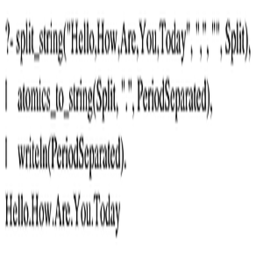 ?- split_string("Hello,How,Are,You,Today", ",", "", Split),
|    atomics_to_string(Split, ".", PeriodSeparated),
|    writeln(PeriodSeparated).
Hello.How.Are.You.Today